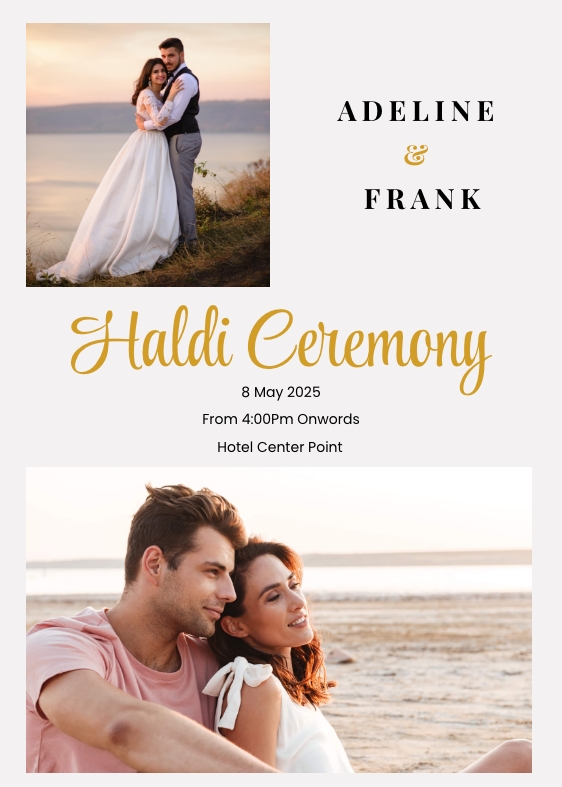 ADELINE
&
FRANK
Haldi Ceremony
8 May 2025
From 4:00Pm Onwords
Hotel Center Point